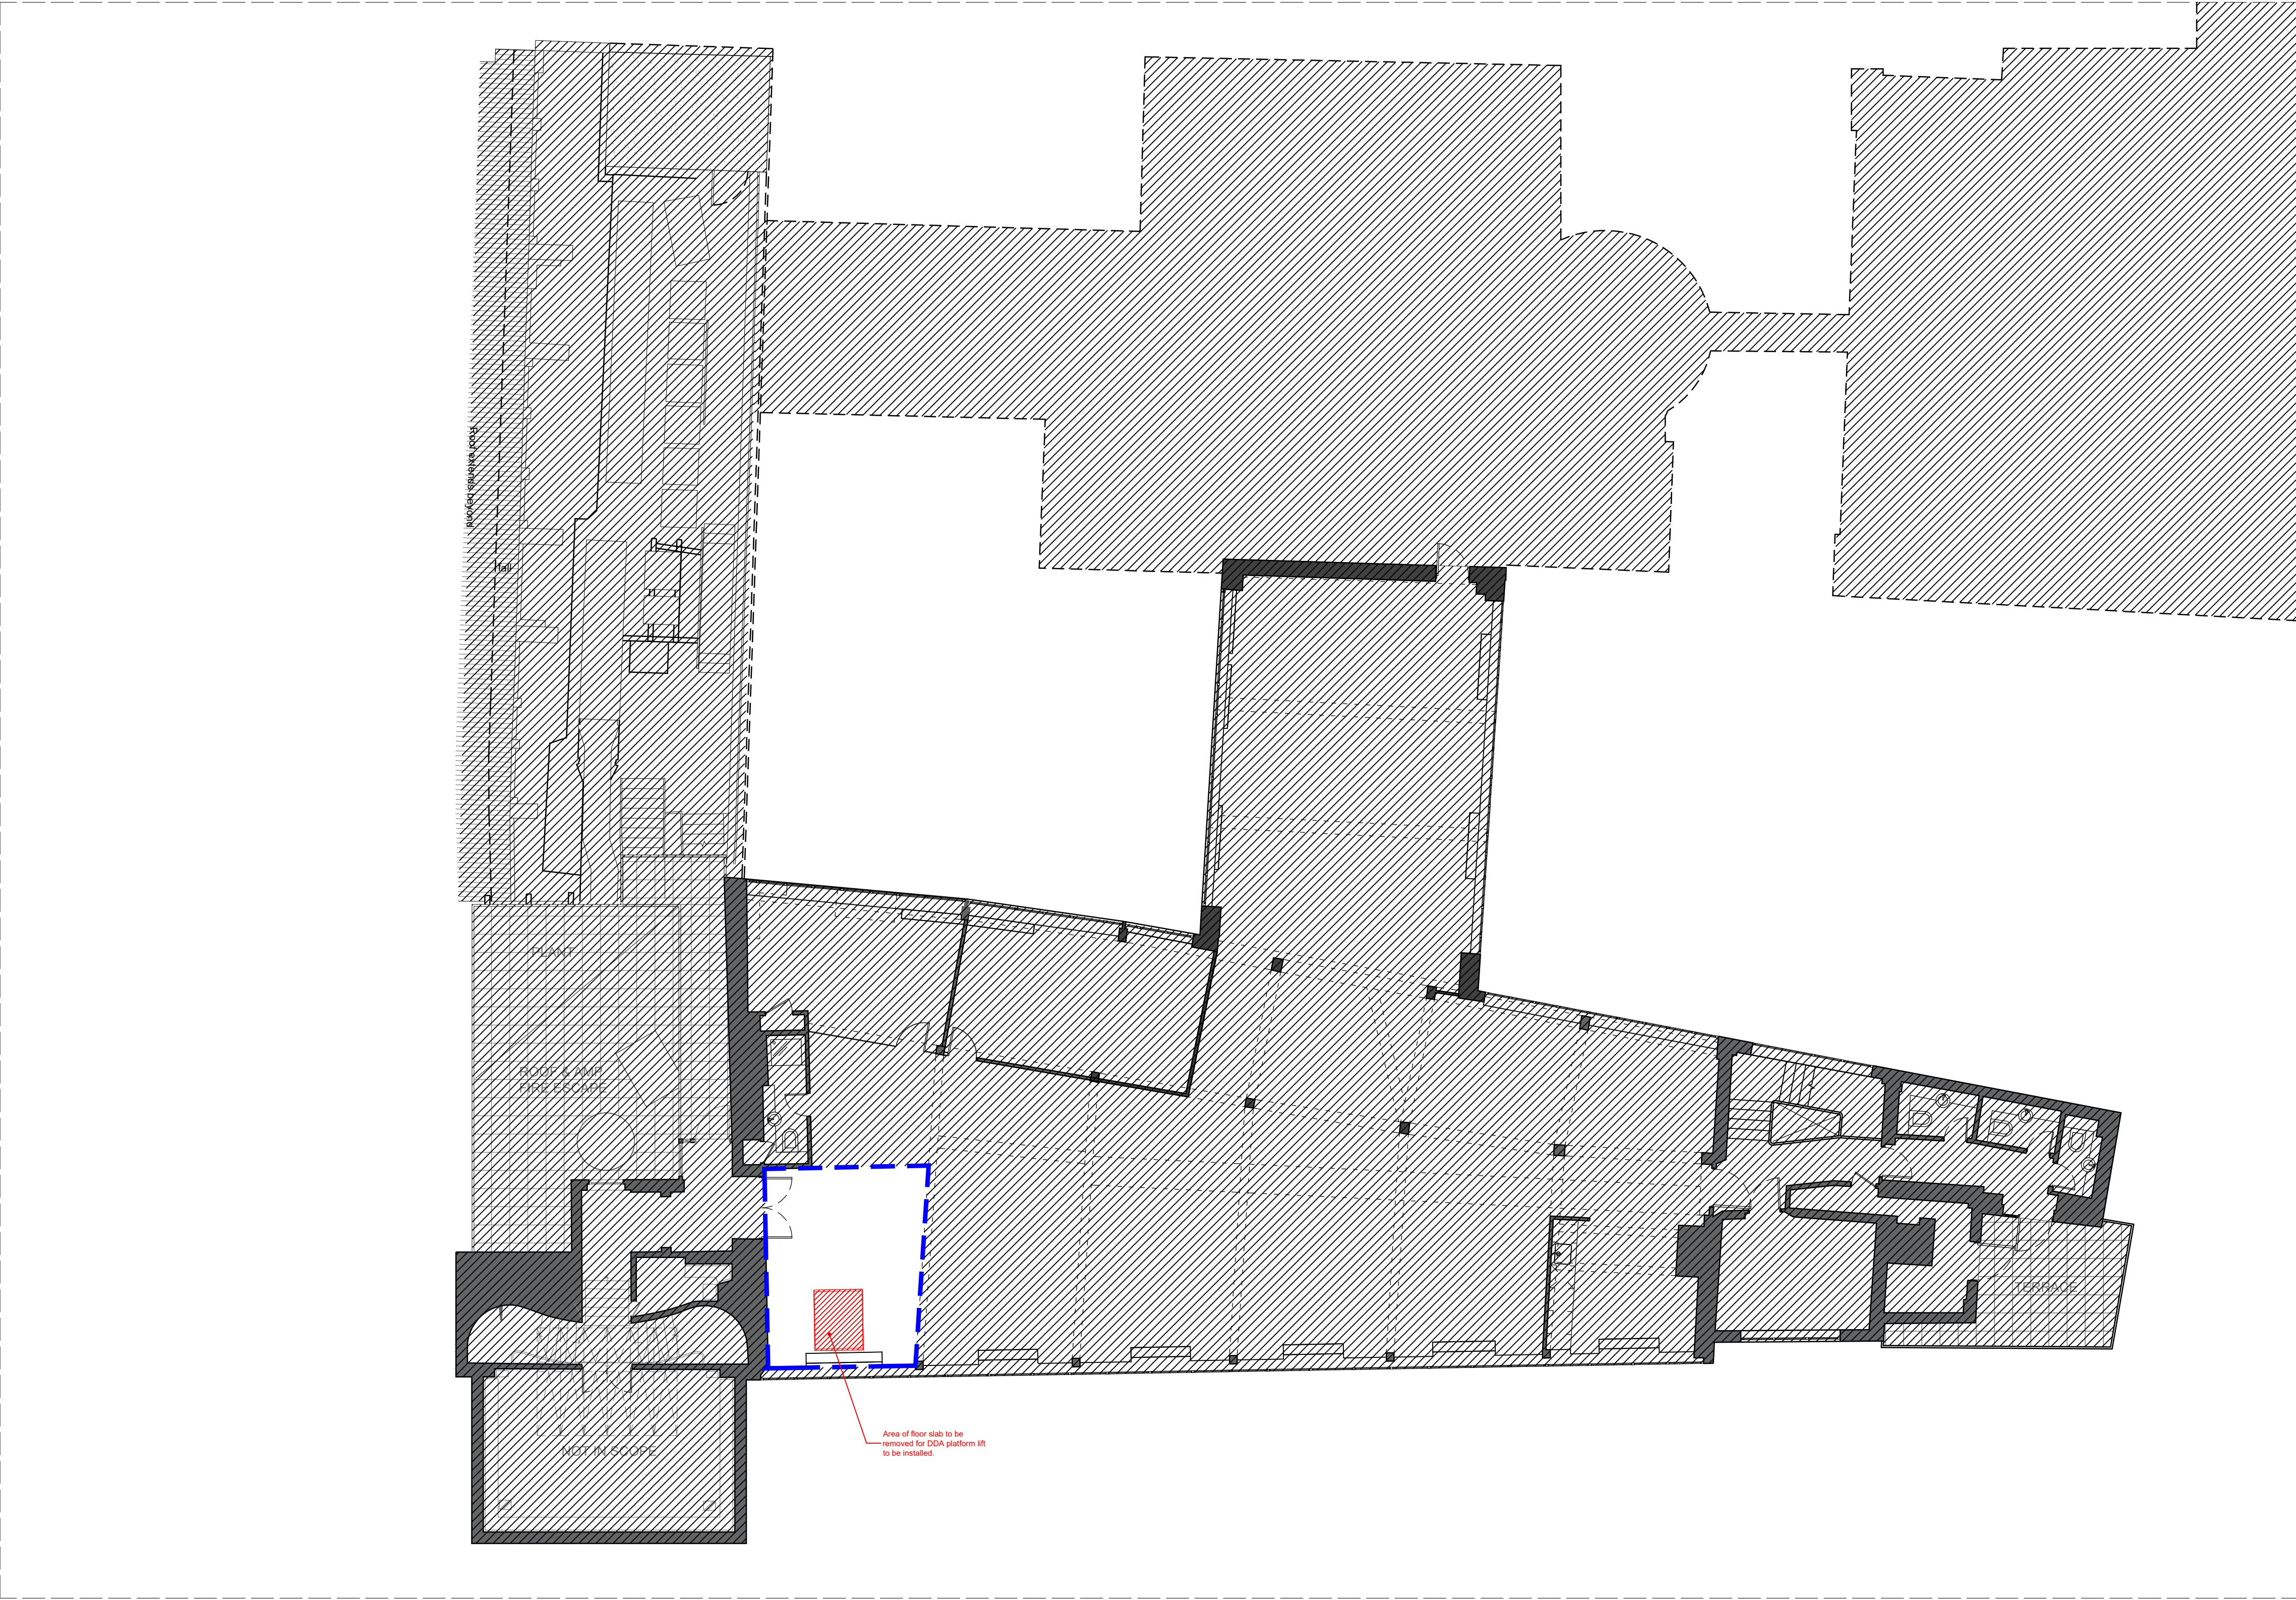 Roof extends beyond
fall
PLANT
ROOF & AMP
FIRE ESCAPE
TERRACE
NOT IN SCOPE
Area of floor slab to be
removed for DDA platform lift
to be installed.